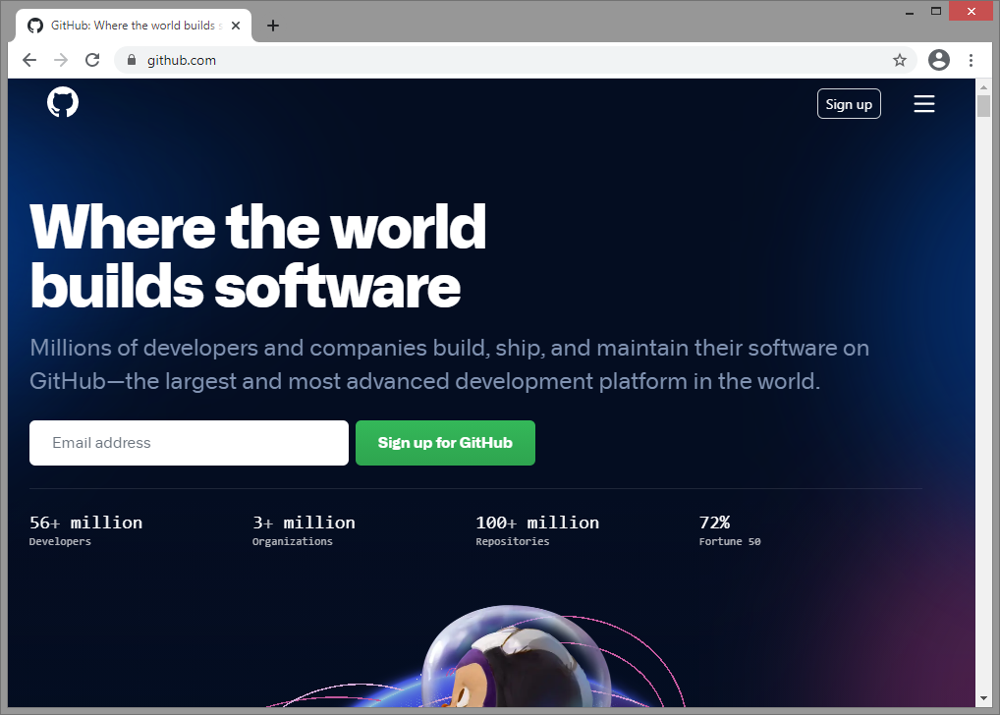 GitHub: Where the world builds
github.com
Sign up
Where the world
builds software
Millions of developers and companies build, ship, and maintain their software on
GitHub—the largest and most advanced development platform in the world.
Email address
Sign up for GitHub
56+ million
Developers
3+ million
Organizations
100+ million
Repositories
72%
Fortune 50